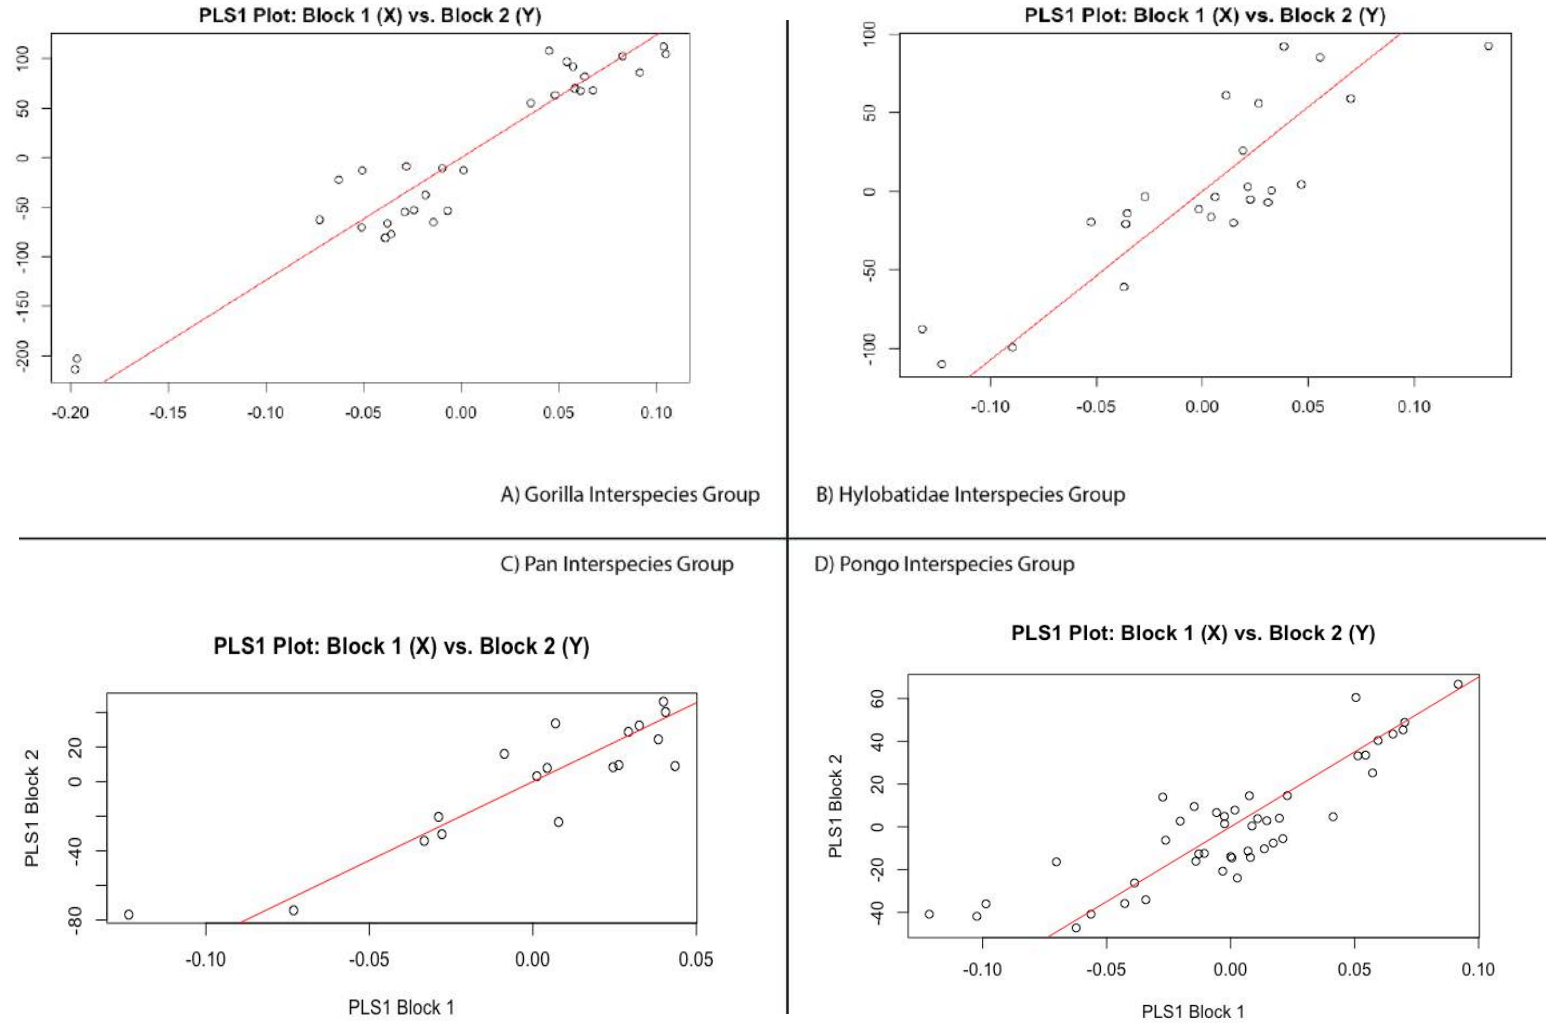 PLS1 Plot: Block 1 (X) vs. Block 2 (Y)
100
50
0
-50
-100
-150
-200
-0.20 -0.15 -0.10 -0.05 0.00 0.05 0.10
A) Gorilla Interspecies Group
PLS1 Plot: Block 1 (X) vs. Block 2 (Y)
100
50
0
-50
-100
-0.10 -0.05 0.00 0.05 0.10
B) Hylobatidae Interspecies Group
C) Pan Interspecies Group
PLS1 Plot: Block 1 (X) vs. Block 2 (Y)
PLS1 Block 2
20
0
-40
-80
-0.10 -0.05 0.00 0.05
PLS1 Block 1
D) Pongo Interspecies Group
PLS1 Plot: Block 1 (X) vs. Block 2 (Y)
PLS1 Block 2
60
40
20
0
-20
-40
-0.10 -0.05 0.00 0.05 0.10
PLS1 Block 1